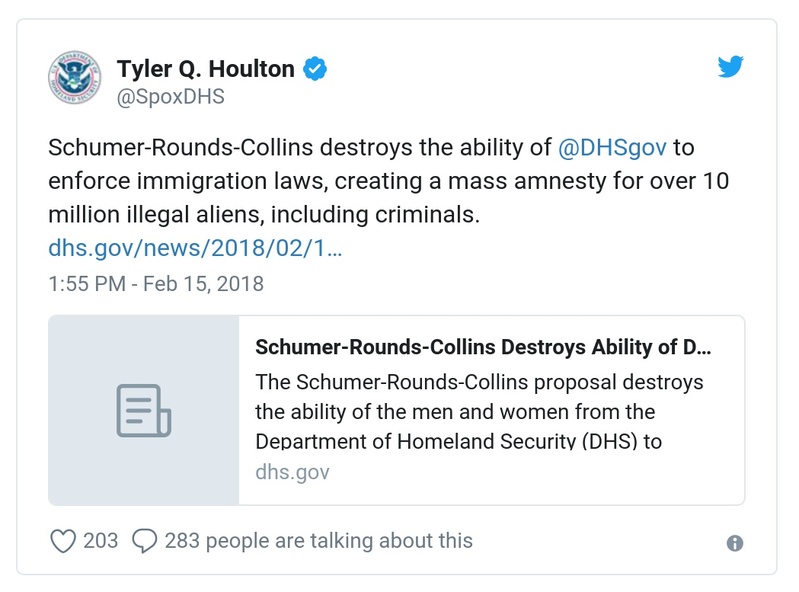 Tyler Q. Houlton
@SpoxDHS
Schumer-Rounds-Collins destroys the ability of @DHSgov to
enforce immigration laws, creating a mass amnesty for over 10
million illegal aliens, including criminals.
dhs.gov/news/2018/02/1…
1:55 PM - Feb 15, 2018
Schumer-Rounds-Collins Destroys Ability of D…
The Schumer-Rounds-Collins proposal destroys
the ability of the men and women from the
Department of Homeland Security (DHS) to
dhs.gov
203 283 people are talking about this